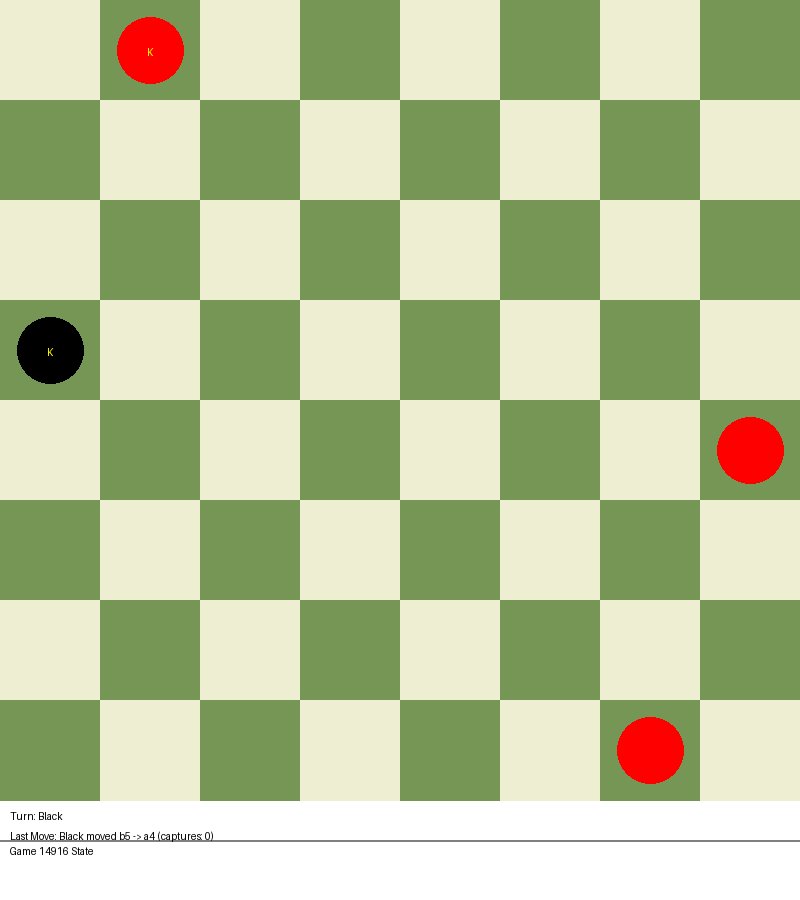 K
K
Turn: Black
Last Move: Black moved b5 -> a4 (captures: 0)
Game 14916 State